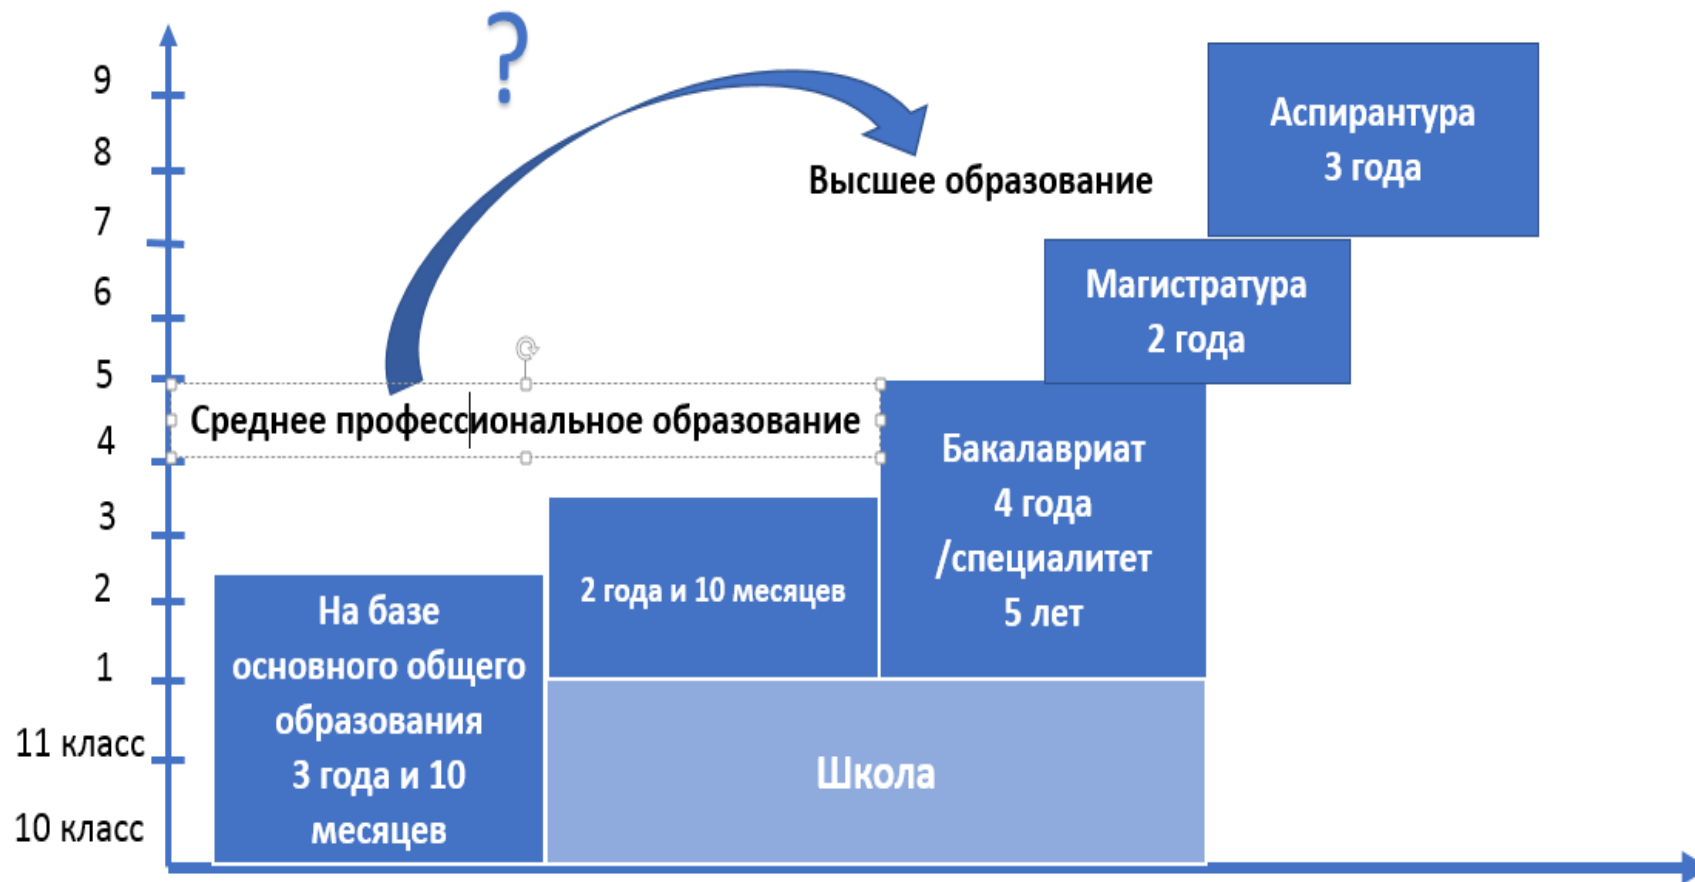 ?
9
8
7
6
5
4
3
2
1
11 класс
10 класс
Среднее профессиональное образование
Высшее образование
На базе
основного общего
образования
3 года и 10
месяцев
2 года и 10 месяцев
Школа
Бакалавриат
4 года
/специалитет
5 лет
Магистратура
2 года
Аспирантура
3 года